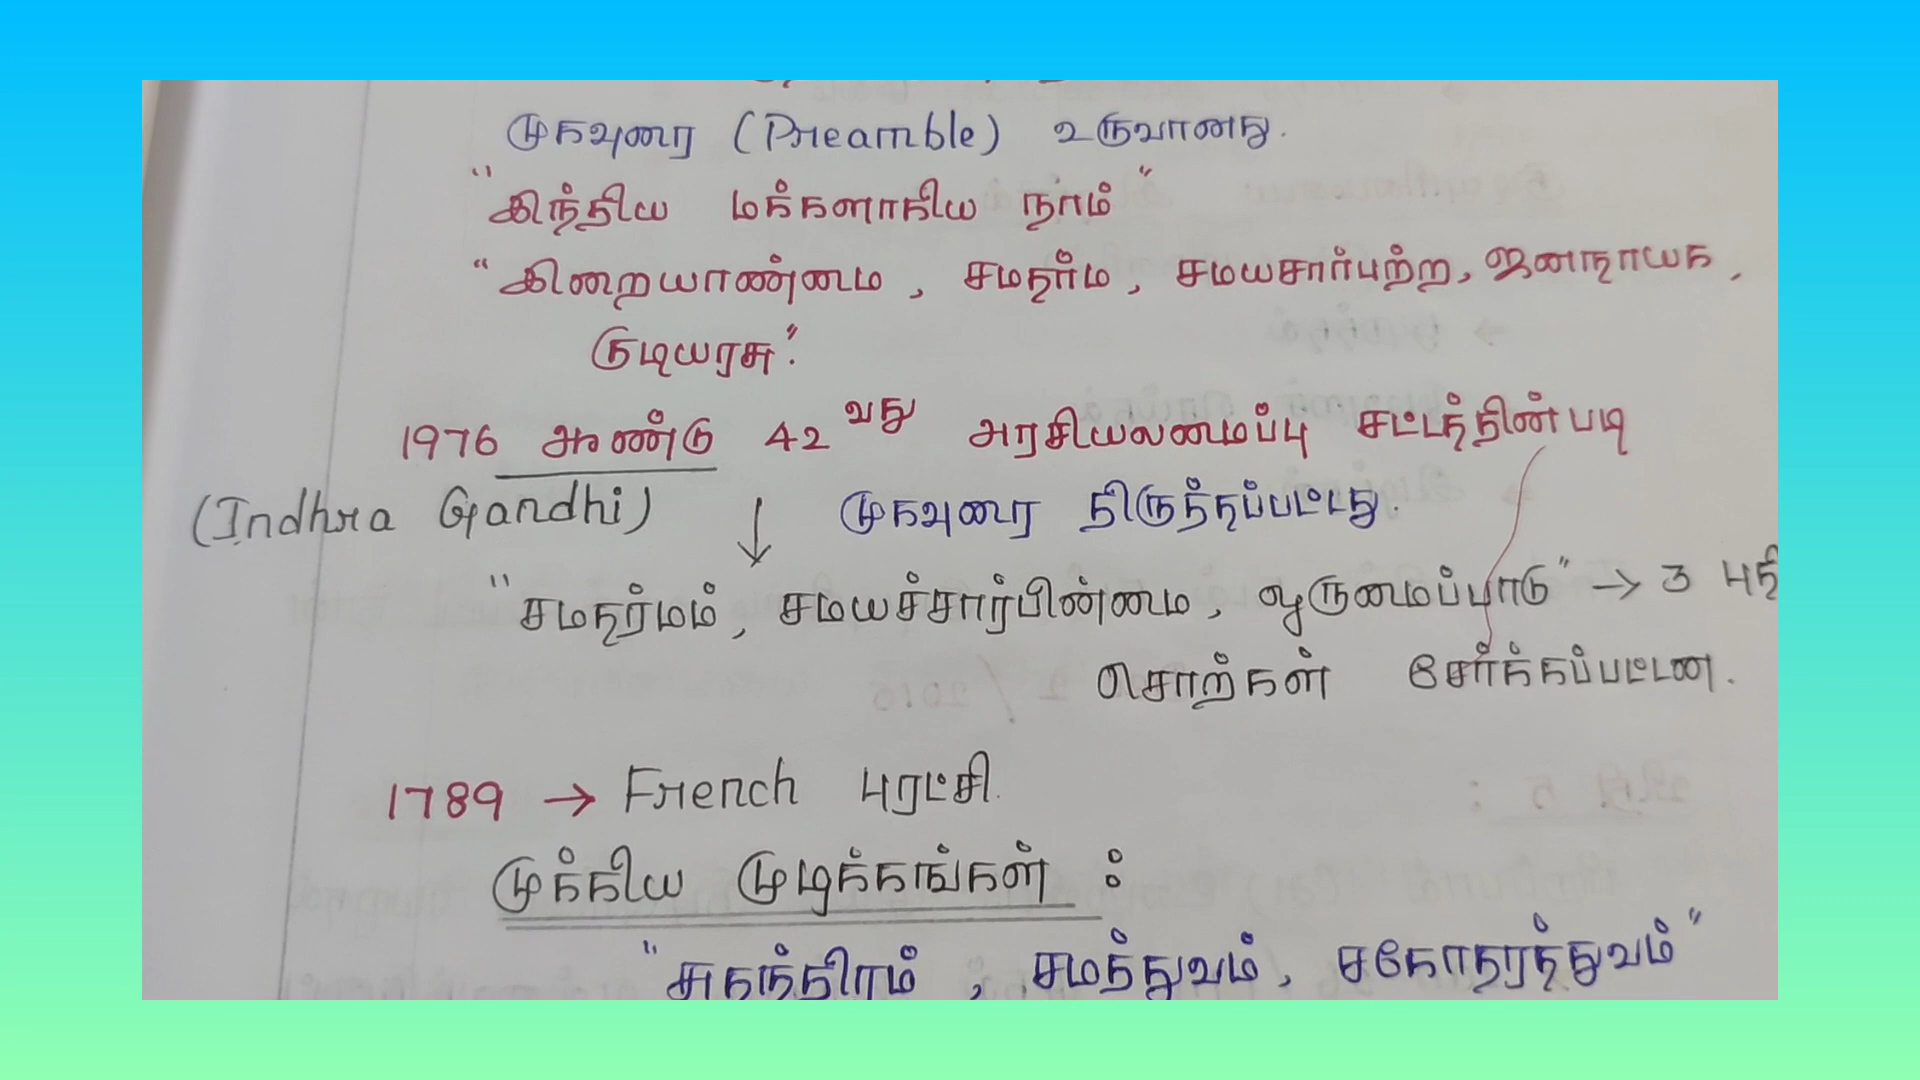 முகவுரை (Preamble) உருவானது.
"இந்திய மக்களாகிய நாம்"
"இறையாண்மை, சமதர்ம, சமயசார்பற்ற, ஜனநாயக,
குடியரசு".
1976 ஆண்டு 42வது அரசியலமைப்பு சட்டத்தின்படி
(Indhra Gandhi) ↓ முகவுரை திருத்தப்பட்டது.
"சமதர்மம், சமயச்சார்பின்மை, ஒருமைப்பாடு" → 3
சொற்கள் சேர்க்கப்பட்டன.
1789 → French புரட்சி.
முக்கிய முழக்கங்கள் :
"சுதந்திரம், சமத்துவம், சகோதரத்துவம்"